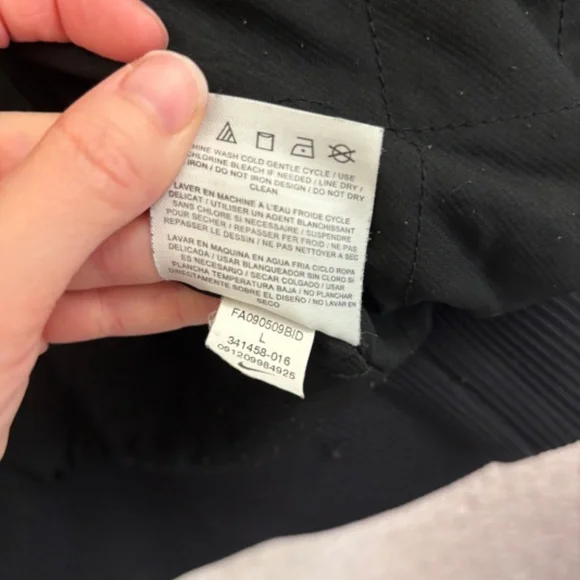 HINE WASH COLD GENTLE CYCLE / USE
CHLORINE BLEACH IF NEEDED / LINE DRY /
IRON / DO NOT IRON DESIGN / DO NOT DRY
CLEAN
LAVER EN MACHINE A L'EAU FROIDE CYCLE
DELICAT / UTILISER UN AGENT BLANCHISSANT
SANS CHLORE SI NECESSAIRE / SUSPENDRE
POUR SECHER / REPASSER FER FROID / NE PAS
REPASSER LE DESSIN / NE PAS NETTOYER A SEC
LAVAR EN MAQUINA EN AGUA FRIA CICLO ROPA
DELICADA / USAR BLANQUEADOR SIN CLORO SI
ES NECESARIO / SECAR COLGADO / USAR
PLANCHA TEMPERATURA BAJA / NO PLANCHAR
DIRECTAMENTE SOBRE EL DISEÑO / NO LAVAR EN
SECO
FA090509BID
L
341458-016
091209984925